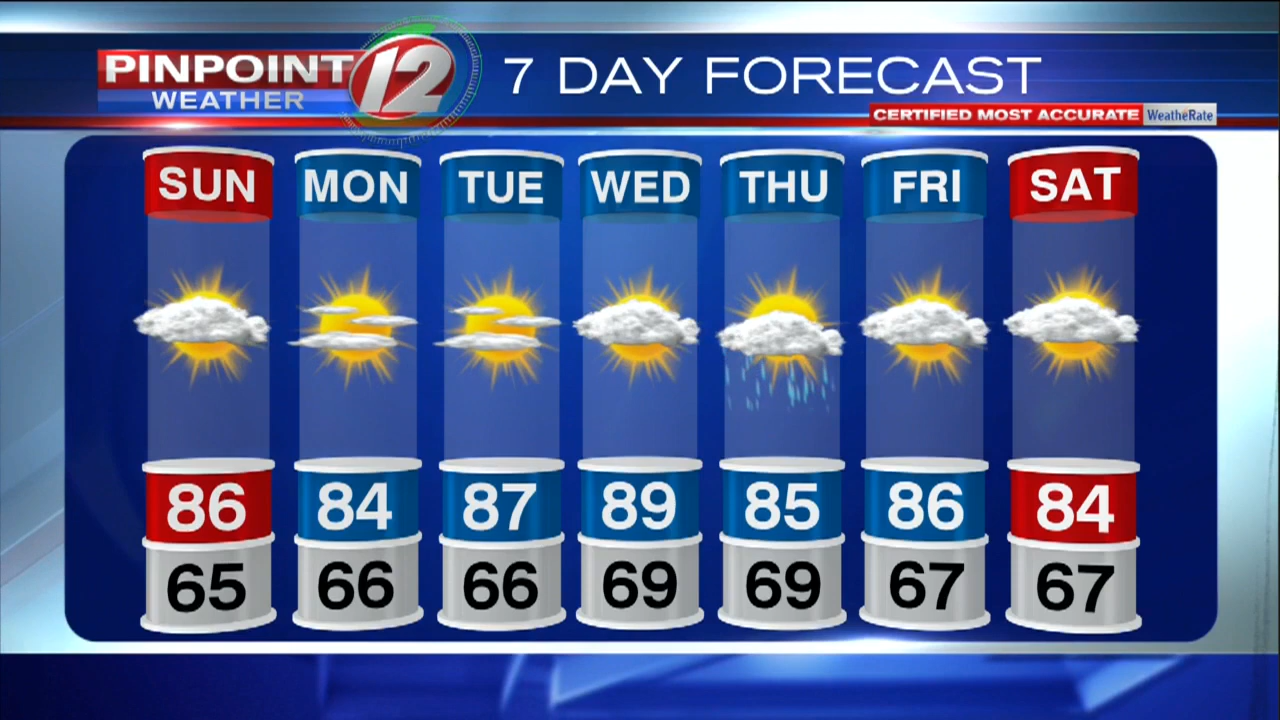 PINPOINT 12
WEATHER
7 DAY FORECAST
CERTIFIED MOST ACCURATE WeatheRate
SUN MON TUE WED THU FRI SAT
86 84 87 89 85 86 84
65 66 66 69 69 67 67